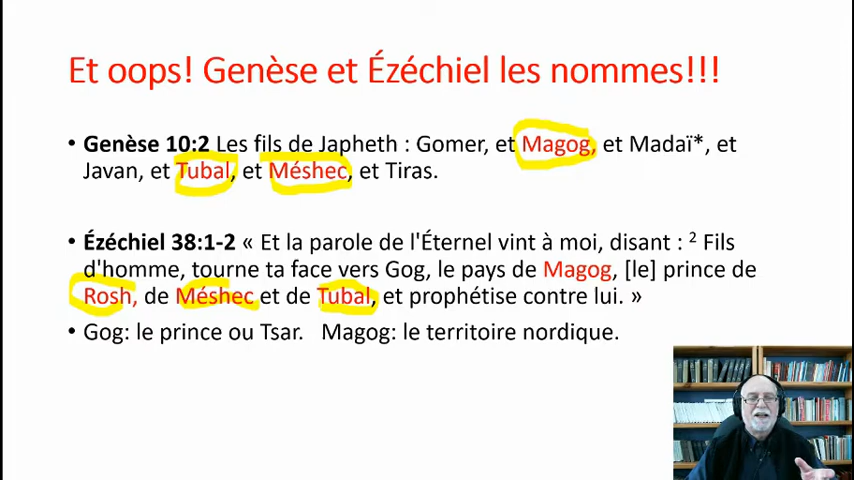 Et oops! Genèse et Ézéchiel les nommes!!!
• Genèse 10:2 Les fils de Japheth : Gomer, et Magog, et Madaï*, et
Javan, et Tubal, et Méshec, et Tiras.
• Ézéchiel 38:1-2 « Et la parole de l'Éternel vint à moi, disant : ² Fils
d'homme, tourne ta face vers Gog, le pays de Magog, [le] prince de
Rosh, de Méshec et de Tubal, et prophétise contre lui. »
• Gog: le prince ou Tsar. Magog: le territoire nordique.